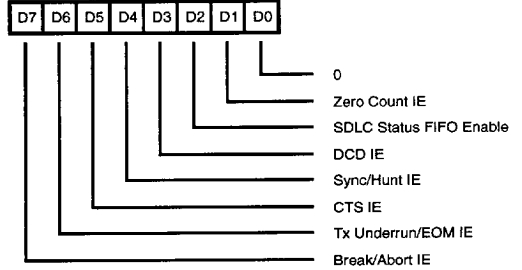 D7 D6 D5 D4 D3 D2 D1 D0
0
Zero Count IE
SDLC Status FIFO Enable
DCD IE
Sync/Hunt IE
CTS IE
Tx Underrun/EOM IE
Break/Abort IE